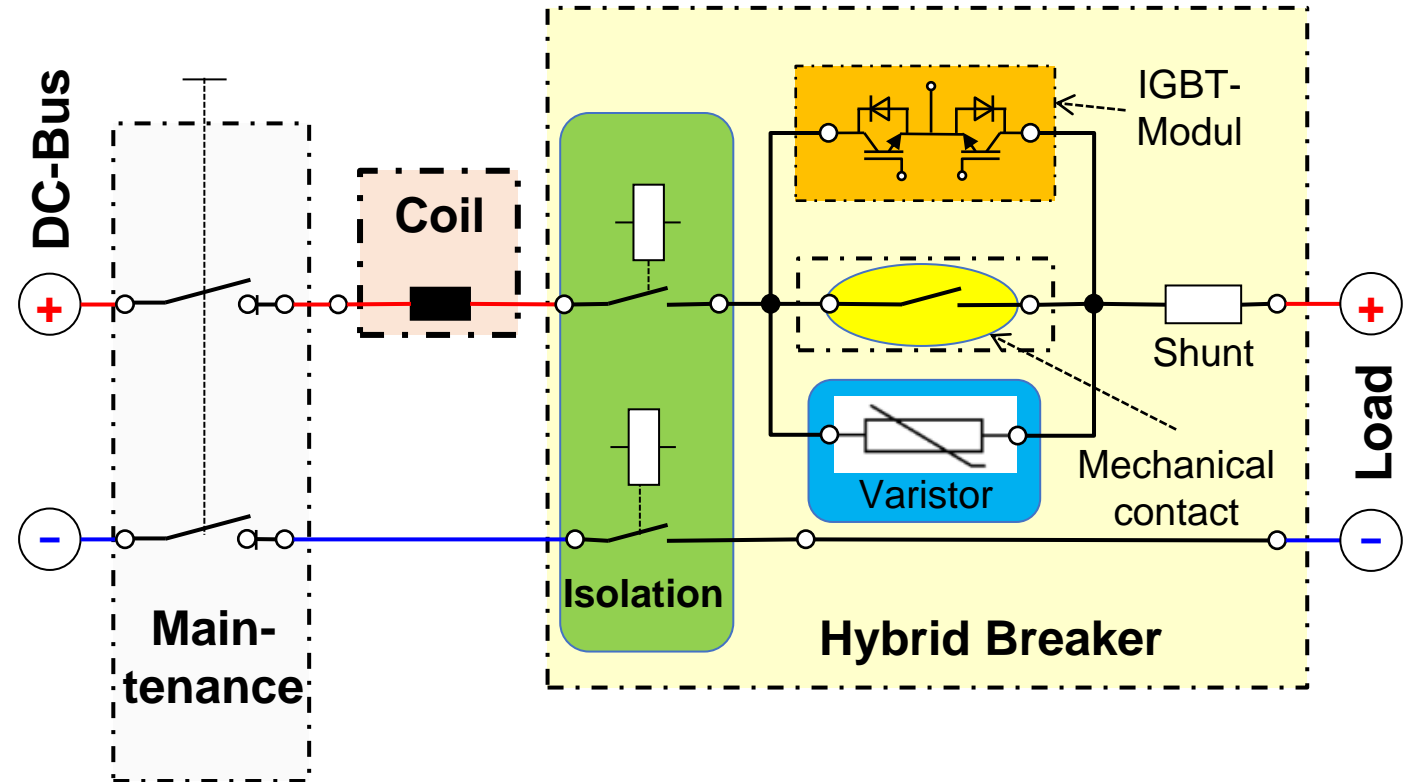 DC-Bus
+
-
Main-
tenance
Coil
Isolation
IGBT-
Modul
Varistor
Mechanical
contact
Shunt
Hybrid Breaker
+
Load
-